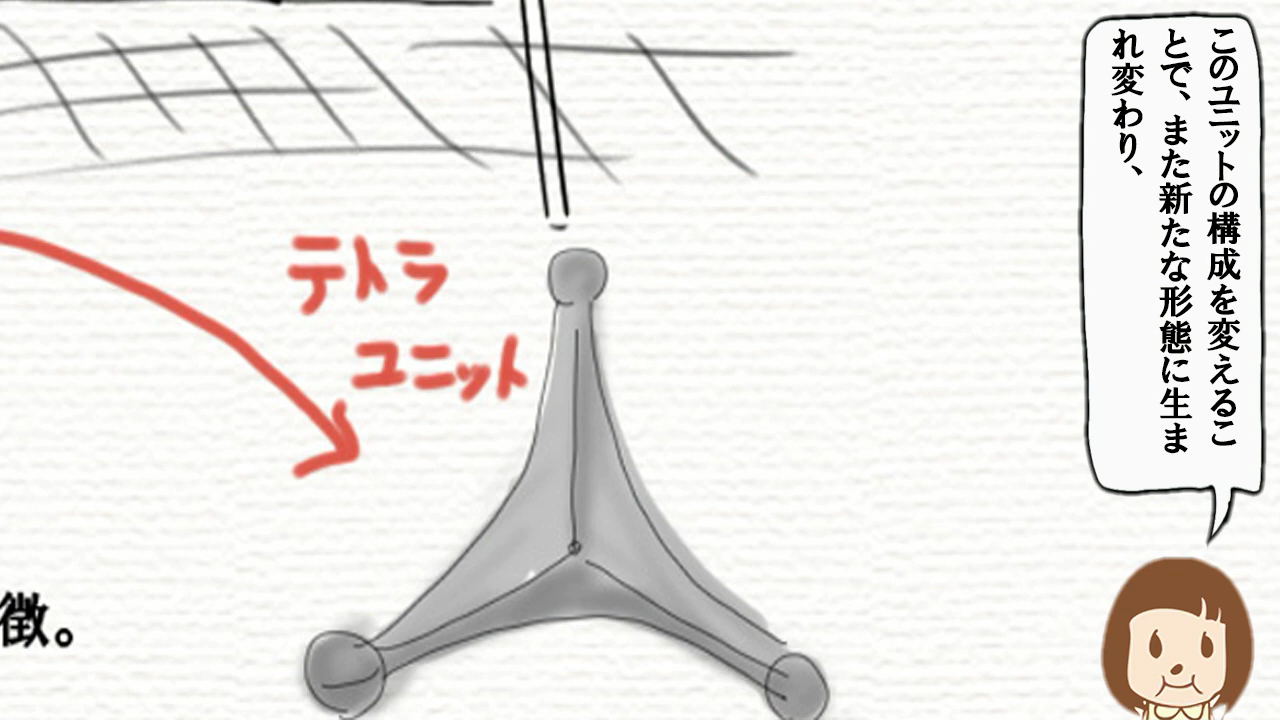 このユニットの構成を変えるこ
とで、また新たな形態に生ま
れ変わり、
テトラ
ユニット
徴。